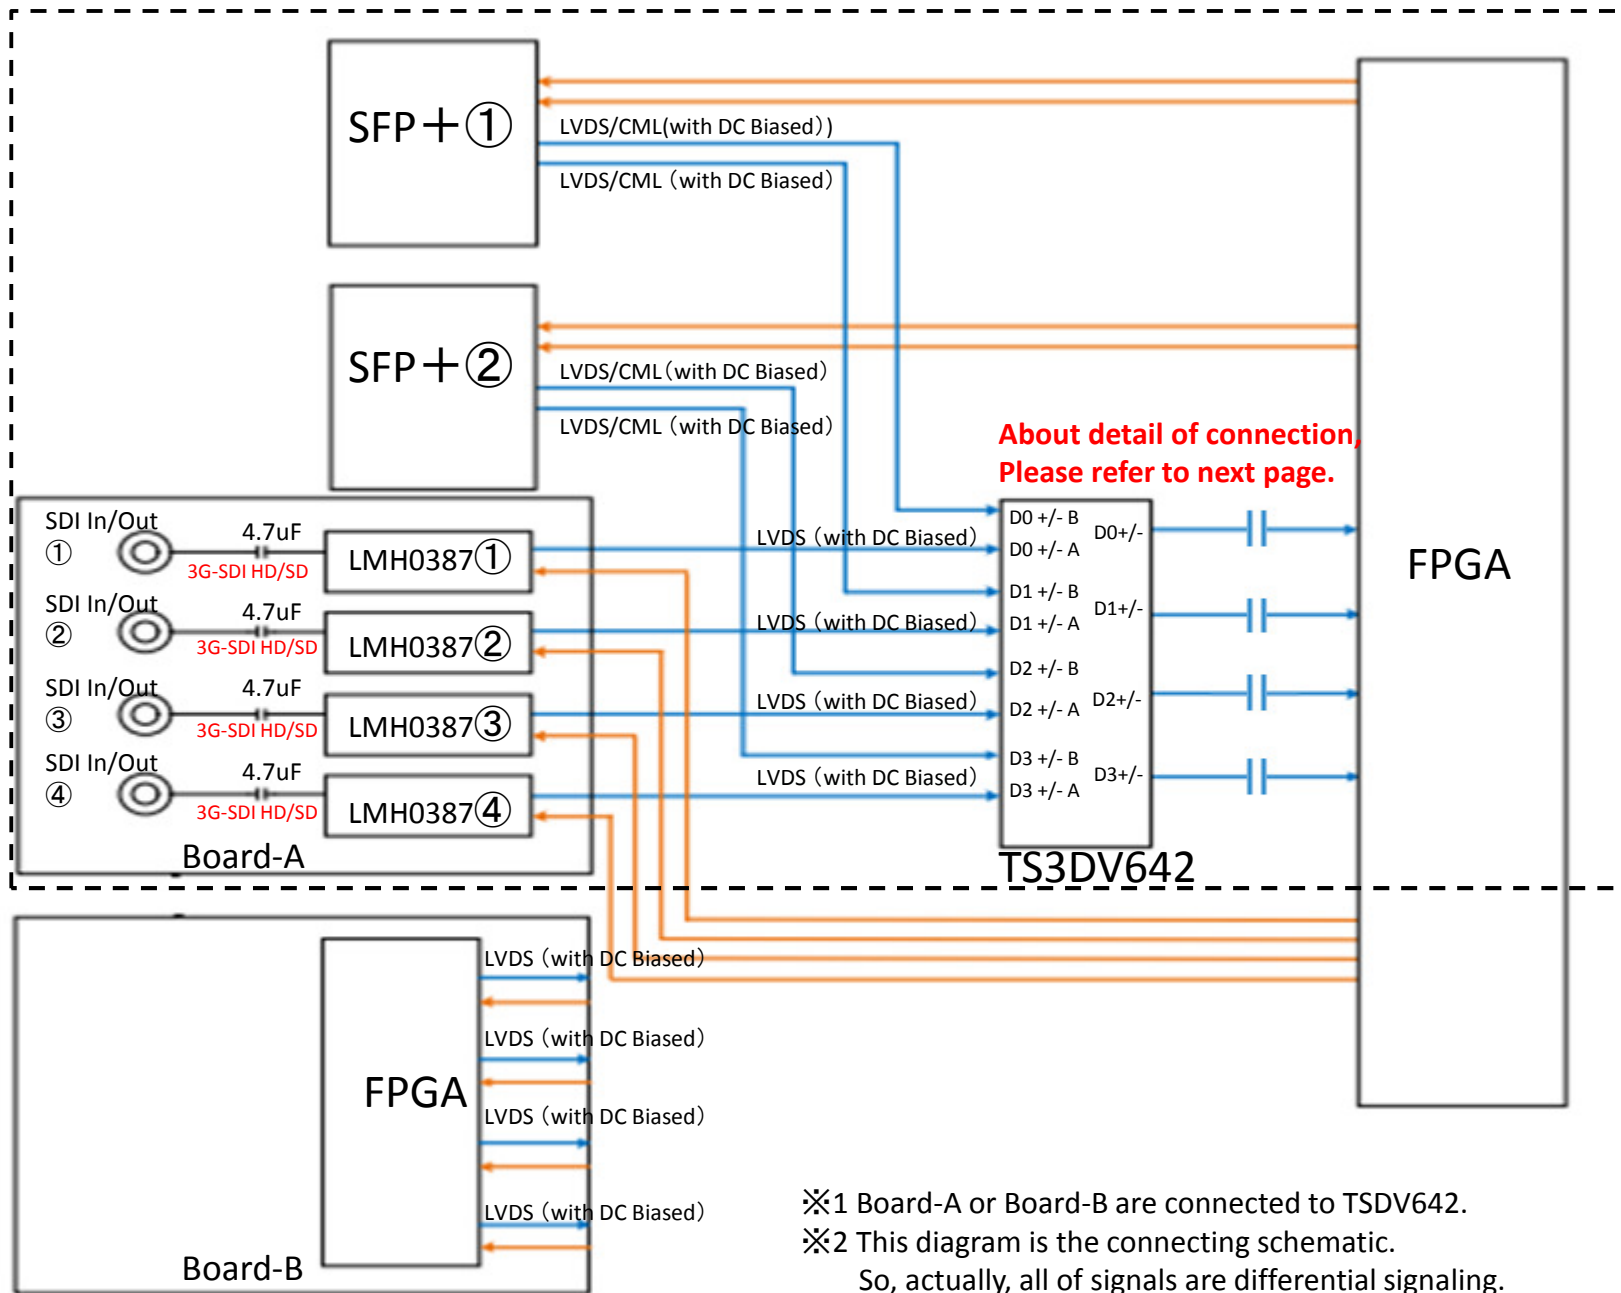 SFP＋①
LVDS/CML(with DC Biased））
LVDS/CML（with DC Biased）
SFP＋②
LVDS/CML（with DC Biased）
LVDS/CML（with DC Biased）
About detail of connection,
Please refer to next page.
SDI In/Out
①
4.7uF
3G-SDI HD/SD
LMH0387①
LVDS（with DC Biased）
SDI In/Out
②
4.7uF
3G-SDI HD/SD
LMH0387②
LVDS（with DC Biased）
SDI In/Out
③
4.7uF
3G-SDI HD/SD
LMH0387③
LVDS（with DC Biased）
SDI In/Out
④
4.7uF
3G-SDI HD/SD
LMH0387④
LVDS（with DC Biased）
Board-A
D0 +/- B
D0 +/- A
D0+/-
D1 +/- B
D1 +/- A
D1+/-
D2 +/- B
D2 +/- A
D2+/-
D3 +/- B
D3 +/- A
D3+/-
TS3DV642
FPGA
LVDS（with DC Biased）
LVDS（with DC Biased）
FPGA
LVDS（with DC Biased）
LVDS（with DC Biased）
Board-B
※1 Board-A or Board-B are connected to TSDV642.
※2 This diagram is the connecting schematic.
So, actually, all of signals are differential signaling.